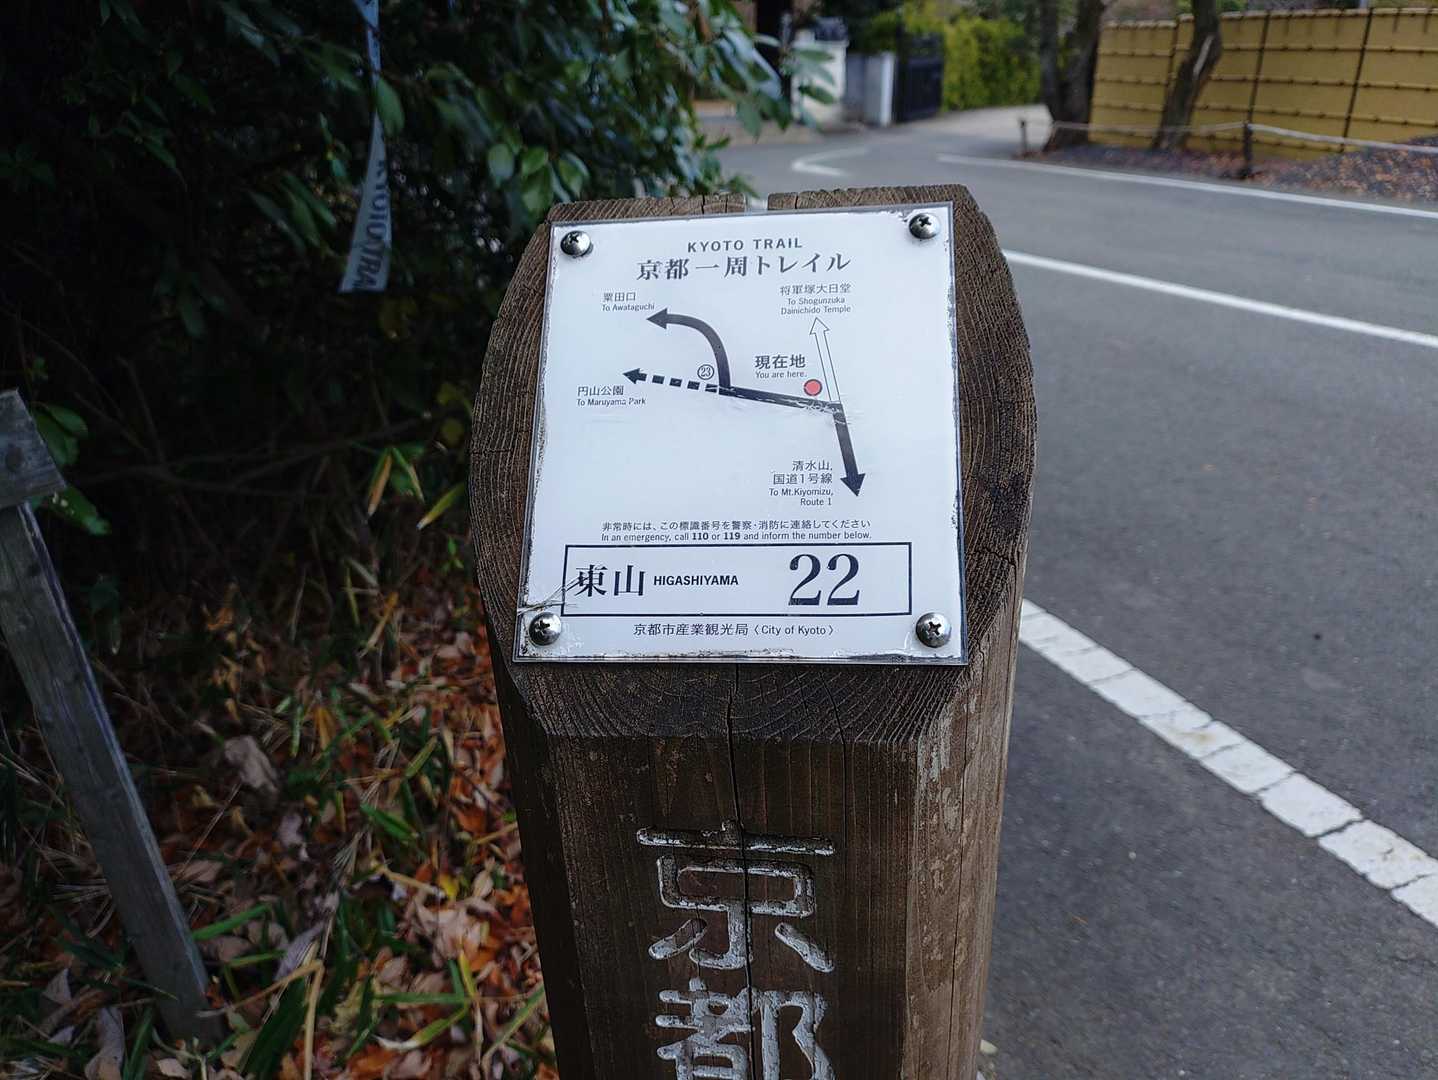 KYOTO TRAIL
京都一周トレイル
粟田口
To Awataguchi
将軍塚大日堂
To Shogunzuka
Dainichido Temple
現在地
You are here.
23
円山公園
To Maruyama Park
清水山,
国道1号線
To Mt.Kiyomizu,
Route 1
非常時には、この標識番号を警察・消防に連絡してください
In an emergency, call 110 or 119 and inform the number below.
東山 HIGASHIYAMA 22
京都市産業観光局〈City of Kyoto〉
京都
KYOTO TRA